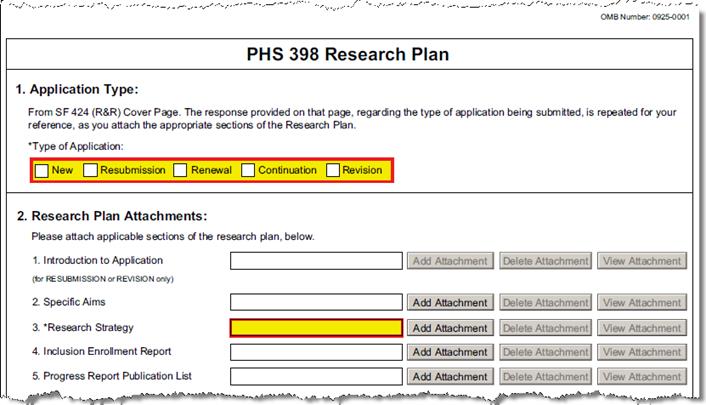 OMB Number: 0925-0001
PHS 398 Research Plan
1. Application Type:
From SF 424 (R&R) Cover Page. The response provided on that page, regarding the type of application being submitted, is repeated for your
reference, as you attach the appropriate sections of the Research Plan.
*Type of Application:
New Resubmission Renewal Continuation Revision
2. Research Plan Attachments:
Please attach applicable sections of the research plan, below.
1. Introduction to Application Add Attachment Delete Attachment View Attachment
(for RESUBMISSION or REVISION only)
2. Specific Aims Add Attachment Delete Attachment View Attachment
3. *Research Strategy Add Attachment Delete Attachment View Attachment
4. Inclusion Enrollment Report Add Attachment Delete Attachment View Attachment
5. Progress Report Publication List Add Attachment Delete Attachment View Attachment